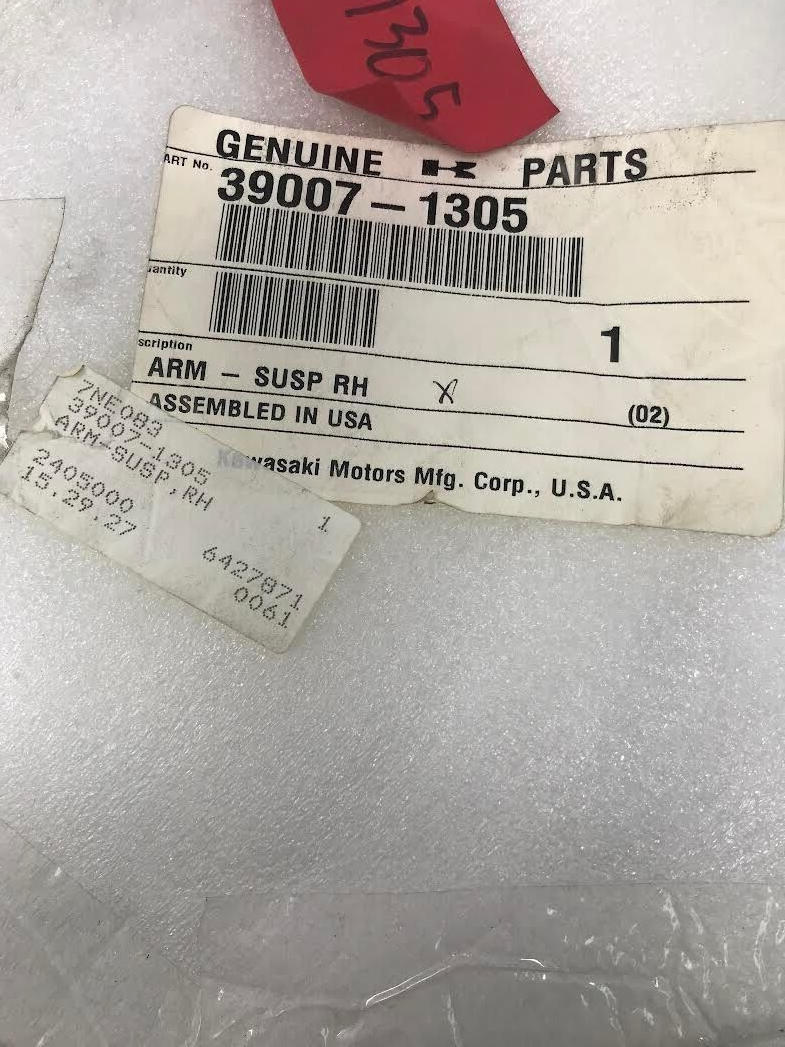 1305
GENUINE PARTS
ART No.
39007-1305
antity
1
scription
ARM - SUSP RH X
ASSEMBLED IN USA (02)
Kawasaki Motors Mfg. Corp., U.S.A.
7NE083
39007-1305
ARM-SUSP,RH
1
2405000
15.29.27
6427871
0061